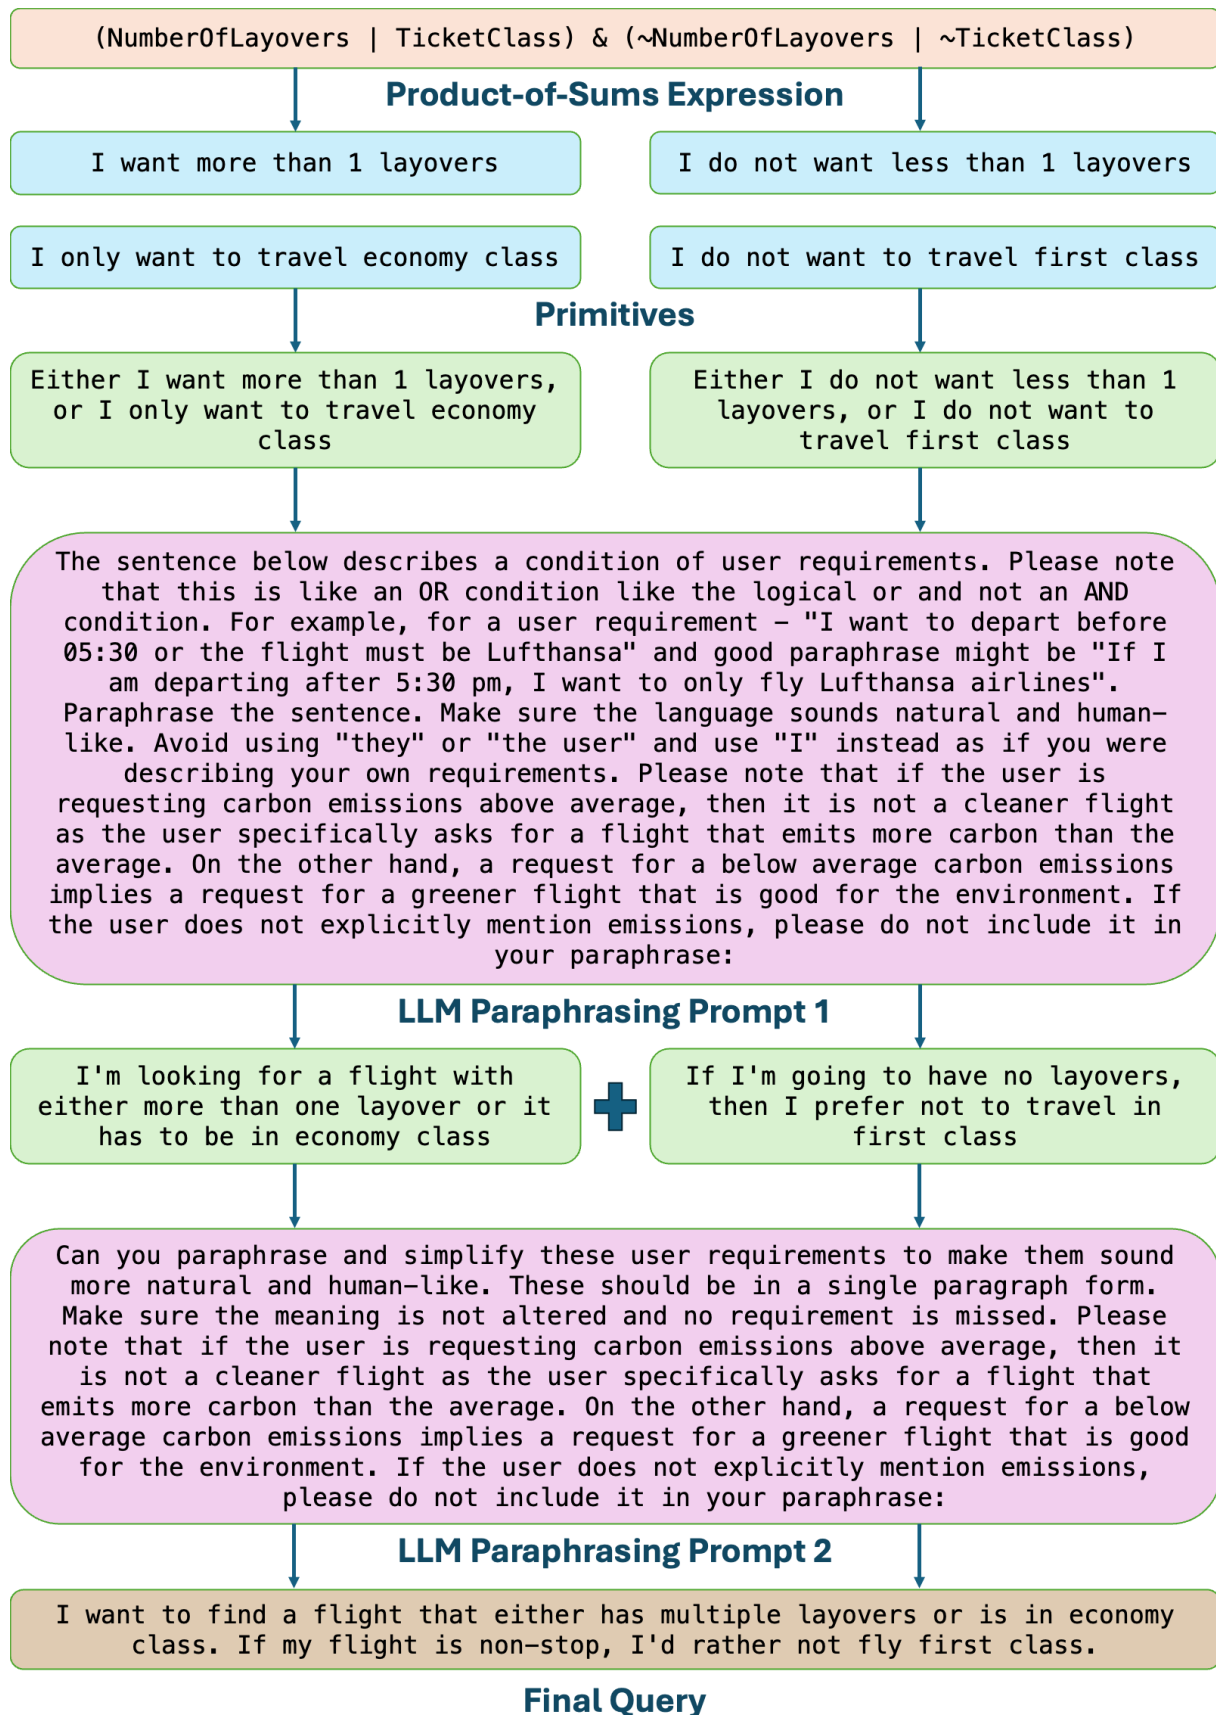 (NumberOfLayovers | TicketClass) & (~NumberOfLayovers | ~TicketClass)
Product-of-Sums Expression
I want more than 1 layovers
I do not want less than 1 layovers
I only want to travel economy class
I do not want to travel first class
Primitives
Either I want more than 1 layovers,
or I only want to travel economy
class
Either I do not want less than 1
layovers, or I do not want to
travel first class
The sentence below describes a condition of user requirements. Please note
that this is like an OR condition like the logical or and not an AND
condition. For example, for a user requirement – "I want to depart before
05:30 or the flight must be Lufthansa" and good paraphrase might be "If I
am departing after 5:30 pm, I want to only fly Lufthansa airlines".
Paraphrase the sentence. Make sure the language sounds natural and human-
like. Avoid using "they" or "the user" and use "I" instead as if you were
describing your own requirements. Please note that if the user is
requesting carbon emissions above average, then it is not a cleaner flight
as the user specifically asks for a flight that emits more carbon than the
average. On the other hand, a request for a below average carbon emissions
implies a request for a greener flight that is good for the environment. If
the user does not explicitly mention emissions, please do not include it in
your paraphrase:
LLM Paraphrasing Prompt 1
I'm looking for a flight with
either more than one layover or it
has to be in economy class
If I'm going to have no layovers,
then I prefer not to travel in
first class
Can you paraphrase and simplify these user requirements to make them sound
more natural and human-like. These should be in a single paragraph form.
Make sure the meaning is not altered and no requirement is missed. Please
note that if the user is requesting carbon emissions above average, then it
is not a cleaner flight as the user specifically asks for a flight that
emits more carbon than the average. On the other hand, a request for a below
average carbon emissions implies a request for a greener flight that is good
for the environment. If the user does not explicitly mention emissions,
please do not include it in your paraphrase:
LLM Paraphrasing Prompt 2
I want to find a flight that either has multiple layovers or is in economy
class. If my flight is non-stop, I'd rather not fly first class.
Final Query